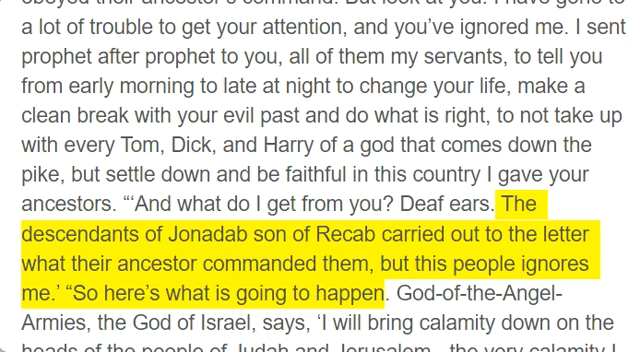 obeyed their ancestor's command. But look at you! I have gone to
a lot of trouble to get your attention, and you've ignored me. I sent
prophet after prophet to you, all of them my servants, to tell you
from early morning to late at night to change your life, make a
clean break with your evil past and do what is right, to not take up
with every Tom, Dick, and Harry of a god that comes down the
pike, but settle down and be faithful in this country I gave your
ancestors. “‘And what do I get from you? Deaf ears. The
descendants of Jonadab son of Recab carried out to the letter
what their ancestor commanded them, but this people ignores
me.’ “So here’s what is going to happen. God-of-the-Angel-
Armies, the God of Israel, says, ‘I will bring calamity down on the
heads of the people of Judah and Jerusalem—the very calamity I